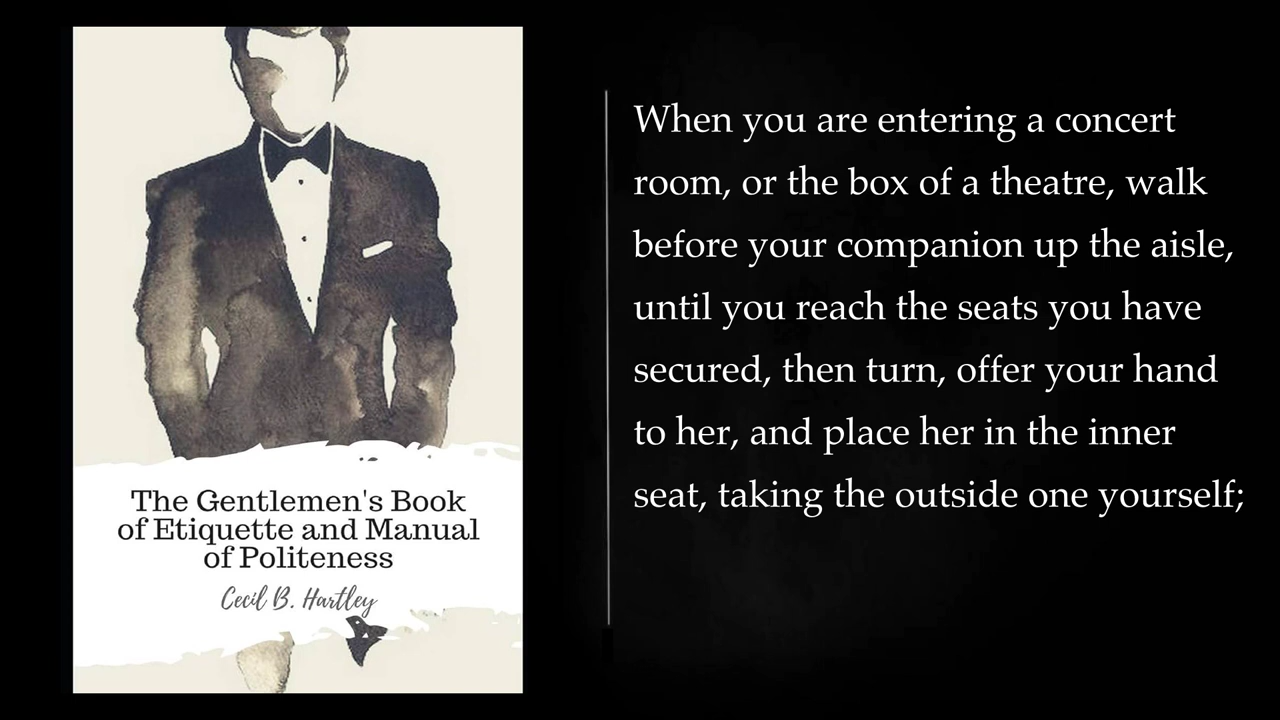 The Gentlemen's Book
of Etiquette and Manual
of Politeness
Cecil B. Hartley
When you are entering a concert
room, or the box of a theatre, walk
before your companion up the aisle,
until you reach the seats you have
secured, then turn, offer your hand
to her, and place her in the inner
seat, taking the outside one yourself;